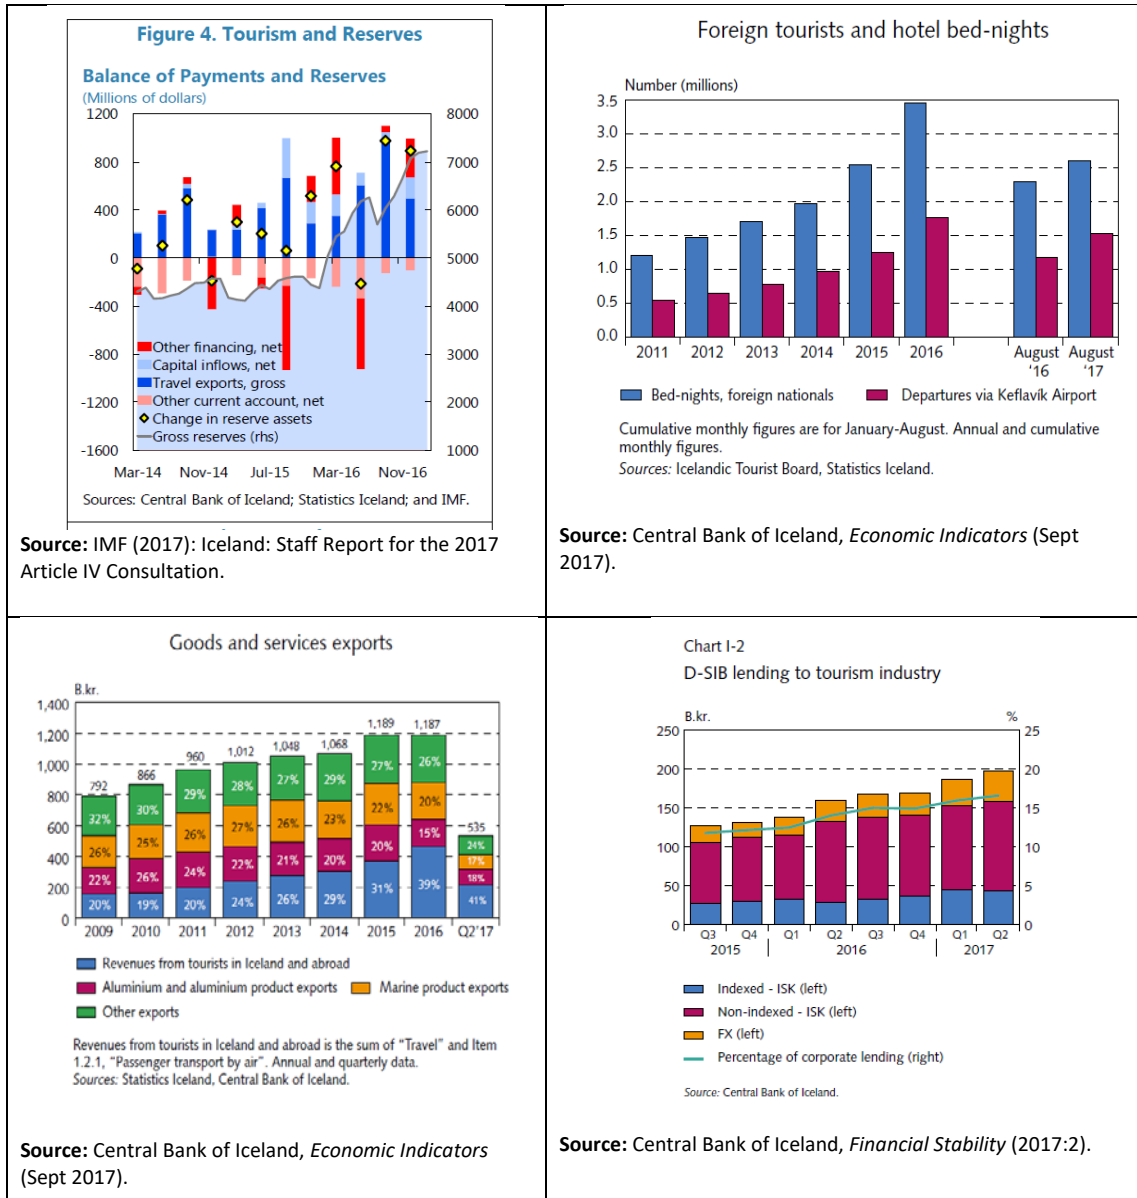 Figure 4. Tourism and Reserves
Balance of Payments and Reserves
(Millions of dollars)
1200 8000
800 7000
400 6000
0 5000
-400 4000
-800 3000
-1200 2000
-1600 1000
Other financing, net
Capital inflows, net
Travel exports, gross
Other current account, net
Change in reserve assets
Gross reserves (rhs)
Mar-14 Nov-14 Jul-15 Mar-16 Nov-16
Sources: Central Bank of Iceland; Statistics Iceland; and IMF.
Source: IMF (2017): Iceland: Staff Report for the 2017
Article IV Consultation.
Foreign tourists and hotel bed-nights
Number (millions)
3.5
3.0
2.5
2.0
1.5
1.0
0.5
0.0
2011 2012 2013 2014 2015 2016 August August
'16 '17
Bed-nights, foreign nationals Departures via Keflavík Airport
Cumulative monthly figures are for January-August. Annual and cumulative
monthly figures.
Sources: Icelandic Tourist Board, Statistics Iceland.
Source: Central Bank of Iceland, Economic Indicators (Sept
2017).
Goods and services exports
B.kr.
1,400
1,200
1,000
800
600
400
200
0
792 866 960 1,012 1,048 1,068 1,189 1,187 535
32% 30% 29% 28% 27% 29% 27% 26% 24%
26% 25% 26% 27% 26% 23% 22% 20% 17%
22% 26% 24% 22% 21% 20% 20% 15% 18%
20% 19% 20% 24% 26% 29% 31% 39% 41%
2009 2010 2011 2012 2013 2014 2015 2016 Q2'17
Revenues from tourists in Iceland and abroad
Aluminium and aluminium product exports Marine product exports
Other exports
Revenues from tourists in Iceland and abroad is the sum of "Travel" and Item
1.2.1, "Passenger transport by air". Annual and quarterly data.
Sources: Statistics Iceland, Central Bank of Iceland.
Source: Central Bank of Iceland, Economic Indicators
(Sept 2017).
Chart I-2
D-SIB lending to tourism industry
B.kr. %
250 25
200 20
150 15
100 10
50 5
0 0
Q3 Q4 Q1 Q2 Q3 Q4 Q1 Q2
2015 2016 2017
Indexed - ISK (left)
Non-indexed - ISK (left)
FX (left)
Percentage of corporate lending (right)
Source: Central Bank of Iceland.
Source: Central Bank of Iceland, Financial Stability (2017:2).